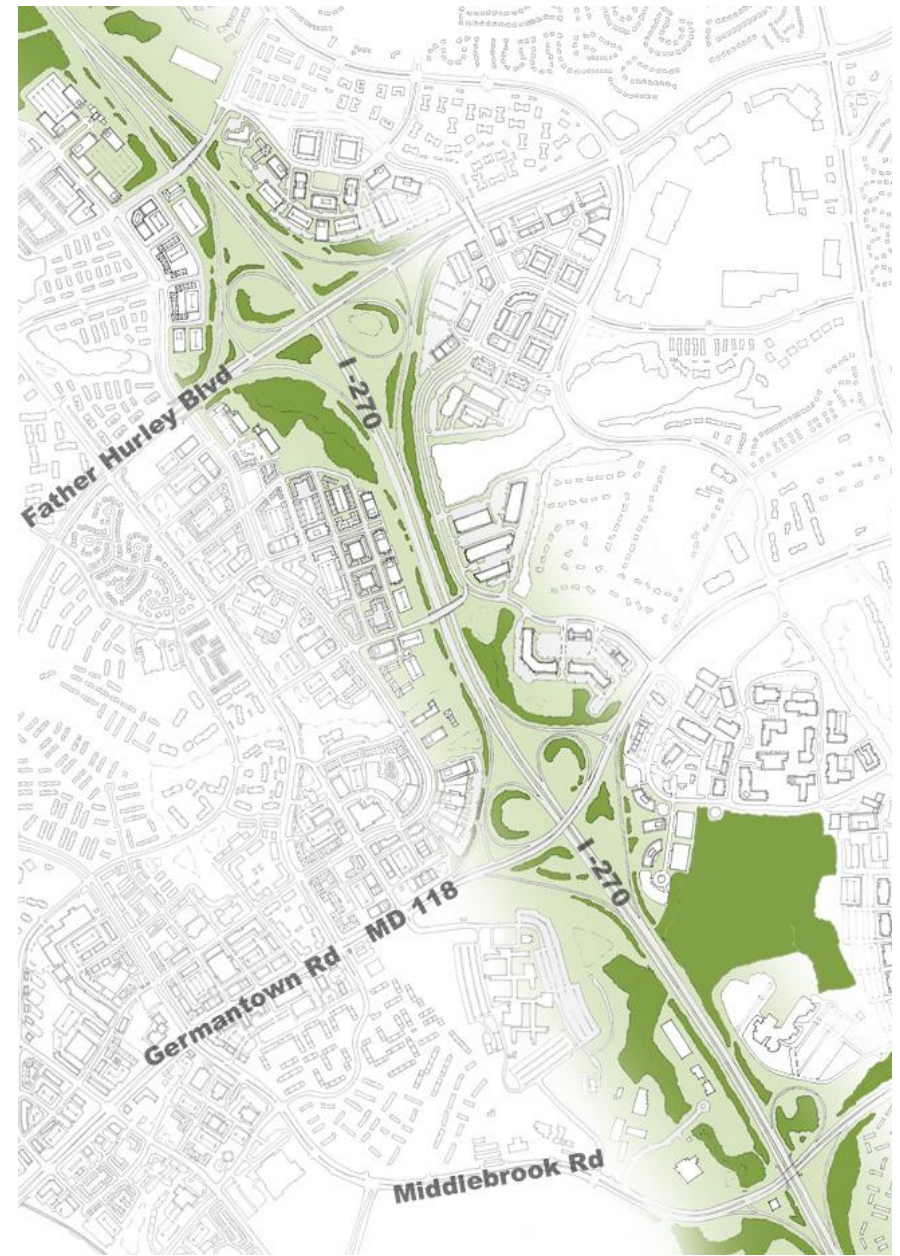 I-270
Father Hurley Blvd
I-270
Germantown Rd MD 118
Middlebrook Rd